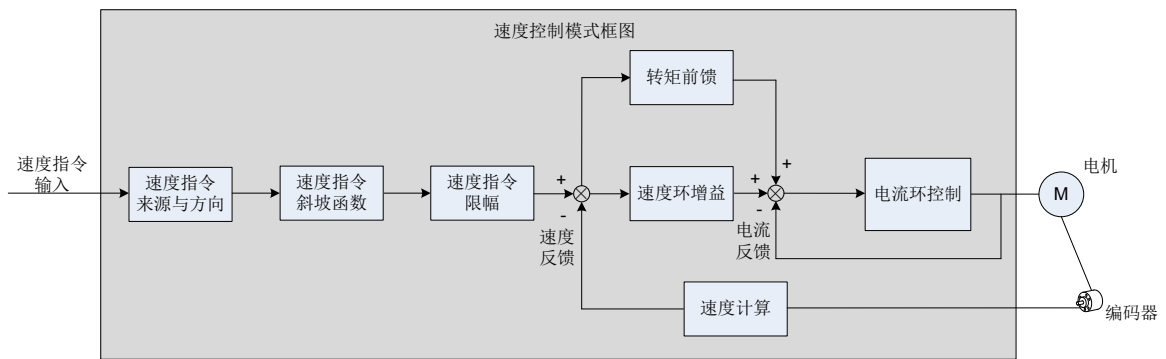 速度控制模式框图
转矩前馈
速度指令
输入
速度指令
来源与方向
速度指令
斜坡函数
速度指令
限幅
+
-
速度
反馈
速度环增益
+
+
-
电流
反馈
电流环控制
电机
M
速度计算
编码器